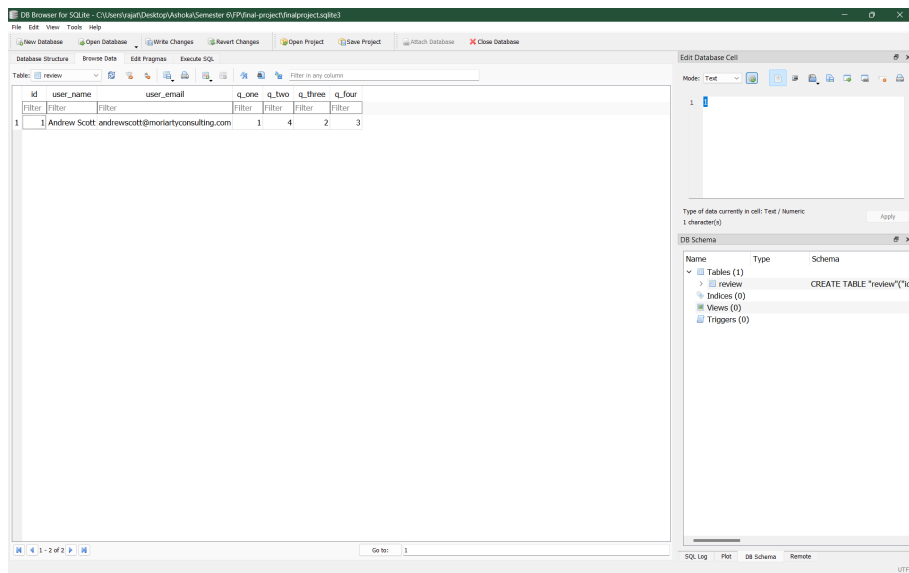 DB Browser for SQLite - C:\Users\rajat\Desktop\Ashoka\Semester 6\FP\final-project\finalproject.sqlite3
File Edit View Tools Help
New Database Open Database Write Changes Revert Changes Open Project Save Project Attach Database Close Database
Database Structure Browse Data Edit Pragmas Execute SQL
Table: review Filter in any column
id user_name user_email q_one q_two q_three q_four
Filter Filter Filter Filter Filter Filter Filter
1 1 Andrew Scott andrewscott@moriartyconsulting.com 1 4 2 3
1 - 2 of 2 Go to: 1
Edit Database Cell
Mode: Text
1 1
Type of data currently in cell: Text / Numeric
1 character(s)
Apply
DB Schema
Name Type Schema
Tables (1)
review CREATE TABLE "review"("id
Indices (0)
Views (0)
Triggers (0)
SQL Log Plot DB Schema Remote
UTF